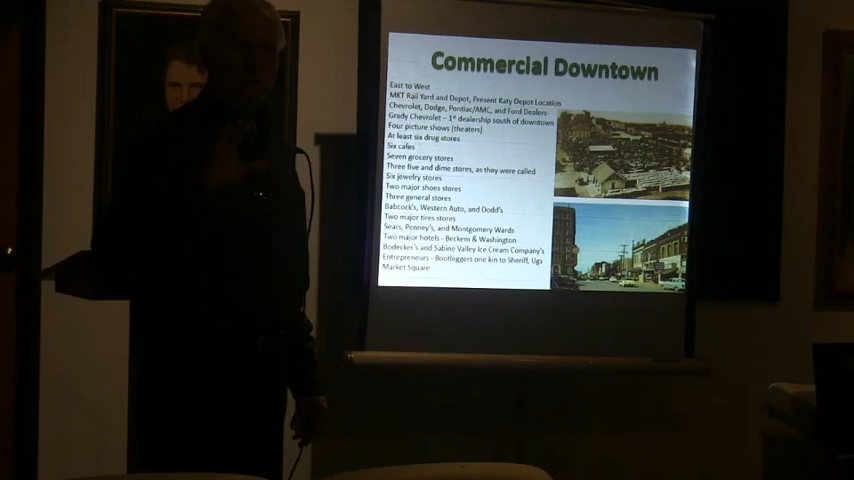 Commercial Downtown
East to West
MKT Rail Yard and Depot, Present Katy Depot Location
Chevrolet, Dodge, Pontiac/AMC, and Ford Dealers-
Grady Chevrolet – 1st dealership south of downtown
Four picture shows (theaters)
At least six drug stores
Six cafes
Seven grocery stores
Three five and dime stores, as they were called
Six jewelry stores
Two major shoes stores
Three general stores
Babcock's, Western Auto, and Dodd's
Two major tires stores
Sears, Penney's, and Montgomery Wards
Two major hotels - Beckem & Washington
Bodecker's and Sabine Valley Ice Cream Company's
Entrepreneurs - Bootleggers one kin to Sheriff, Ugs
Market Square